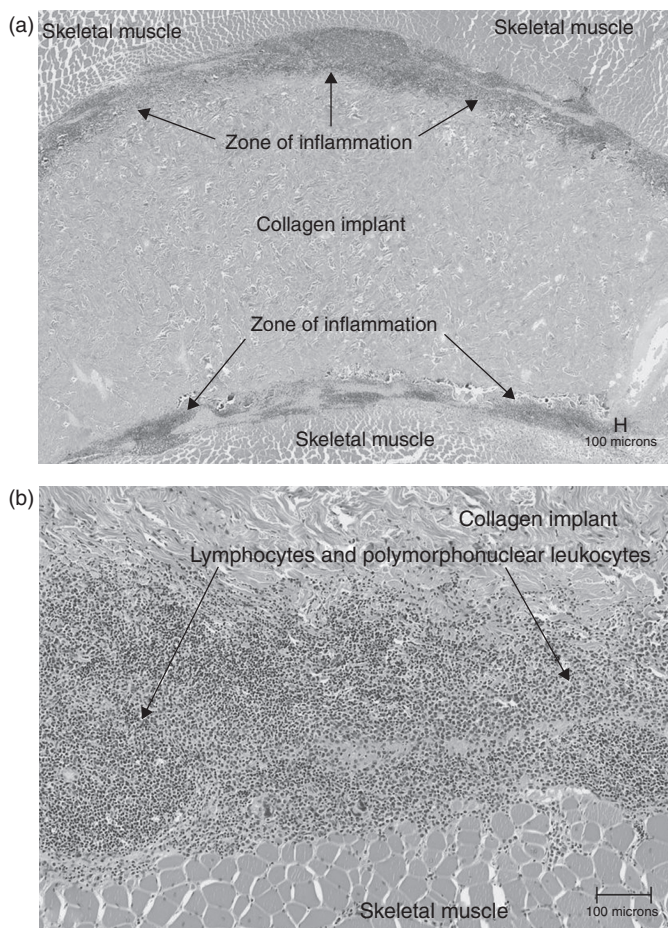 (a)
Skeletal muscle
Skeletal muscle
Zone of inflammation
Collagen implant
Zone of inflammation
Skeletal muscle
H
100 microns
(b)
Collagen implant
Lymphocytes and polymorphonuclear leukocytes
Skeletal muscle
100 microns